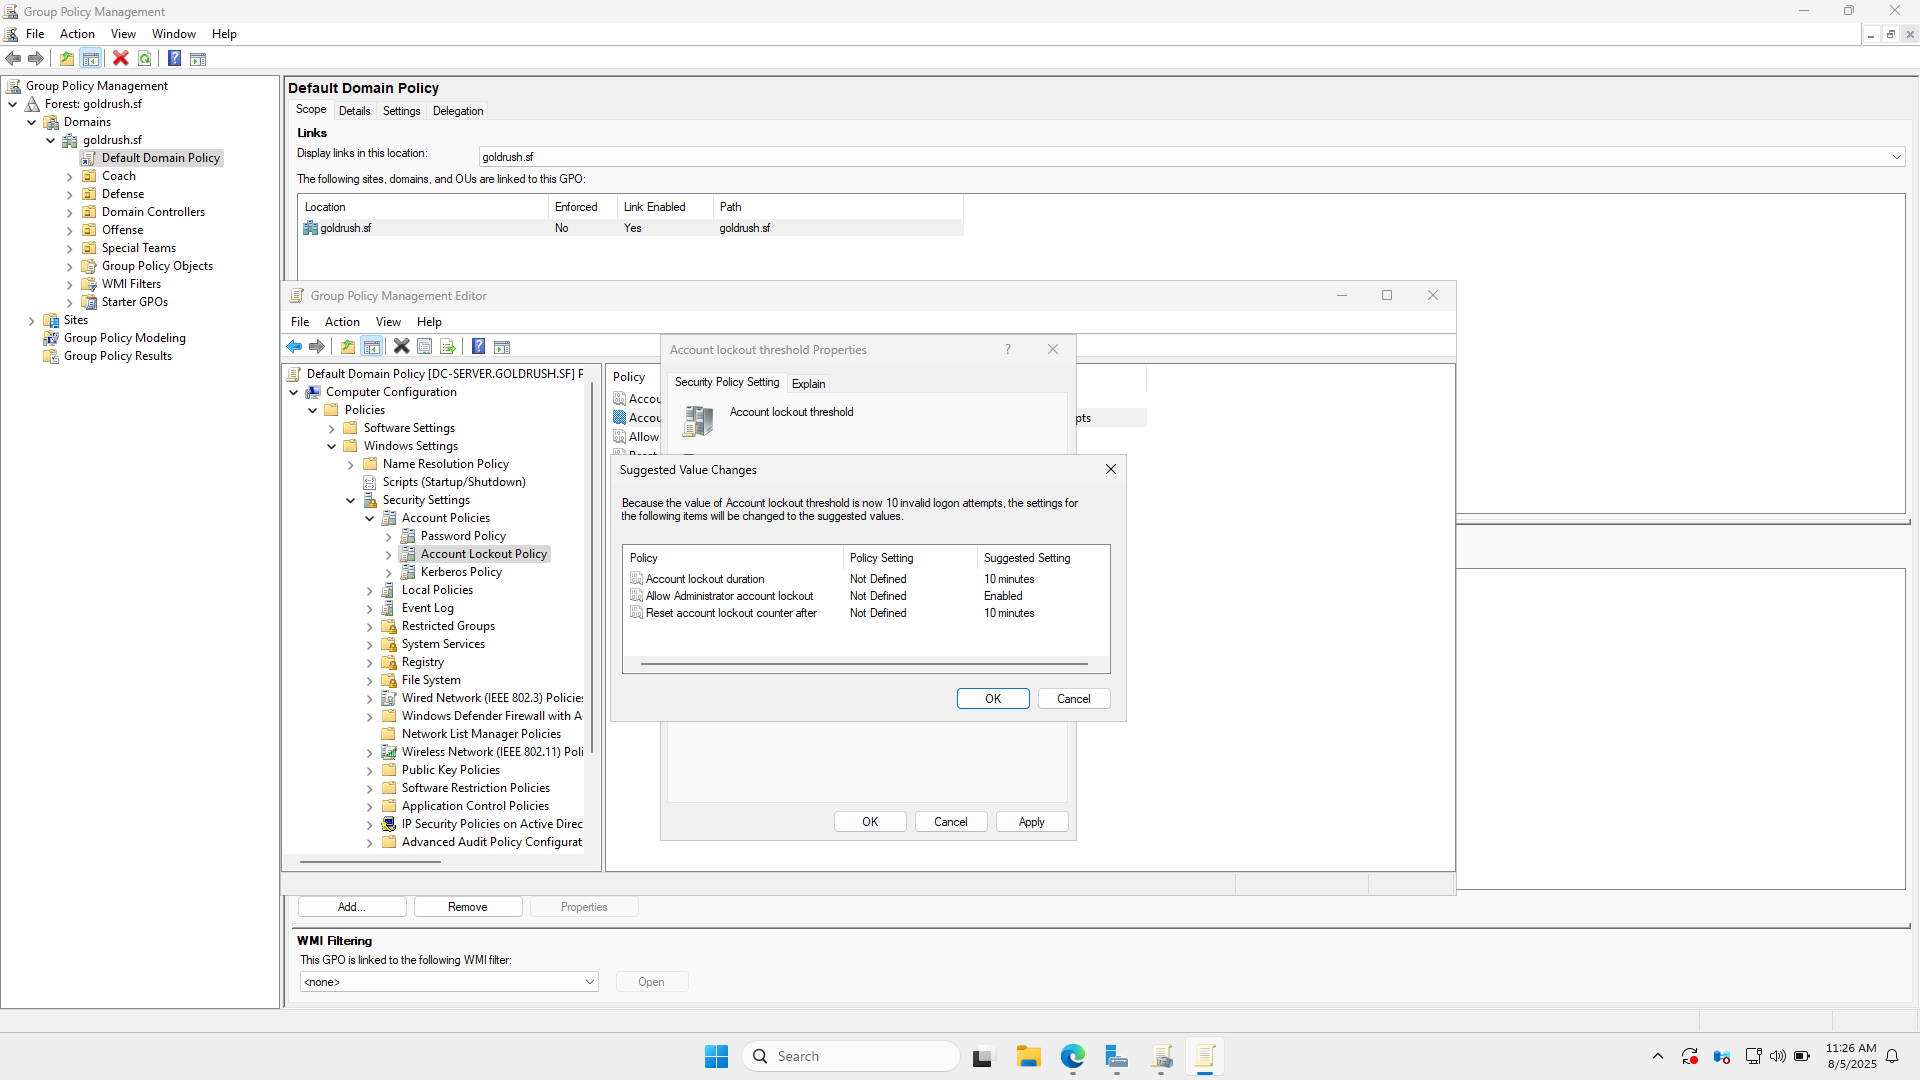 Group Policy Management
File Action View Window Help
Group Policy Management
Forest: goldrush.sf
Domains
goldrush.sf
Default Domain Policy
Coach
Defense
Domain Controllers
Offense
Special Teams
Group Policy Objects
WMI Filters
Starter GPOs
Sites
Group Policy Modeling
Group Policy Results
Default Domain Policy
Scope Details Settings Delegation
Links
Display links in this location:
goldrush.sf
The following sites, domains, and OUs are linked to this GPO:
Location Enforced Link Enabled Path
goldrush.sf No Yes goldrush.sf
Group Policy Management Editor
File Action View Help
Default Domain Policy [DC-SERVER.GOLDRUSH.SF] P
Computer Configuration
Policies
Software Settings
Windows Settings
Name Resolution Policy
Scripts (Startup/Shutdown)
Security Settings
Account Policies
Password Policy
Account Lockout Policy
Kerberos Policy
Local Policies
Event Log
Restricted Groups
System Services
Registry
File System
Wired Network (IEEE 802.3) Policies
Windows Defender Firewall with A
Network List Manager Policies
Wireless Network (IEEE 802.11) Poli
Public Key Policies
Software Restriction Policies
Application Control Policies
IP Security Policies on Active Direc
Advanced Audit Policy Configurat
Policy
Accou
Accou
pts
Allow
Account lockout threshold Properties
?
Security Policy Setting Explain
Account lockout threshold
Suggested Value Changes
Because the value of Account lockout threshold is now 10 invalid logon attempts, the settings for
the following items will be changed to the suggested values.
Policy Policy Setting Suggested Setting
Account lockout duration Not Defined 10 minutes
Allow Administrator account lockout Not Defined Enabled
Reset account lockout counter after Not Defined 10 minutes
OK Cancel
OK Cancel Apply
Add... Remove Properties
WMI Filtering
This GPO is linked to the following WMI filter:
<none> Open
Search
11:26 AM
8/5/2025